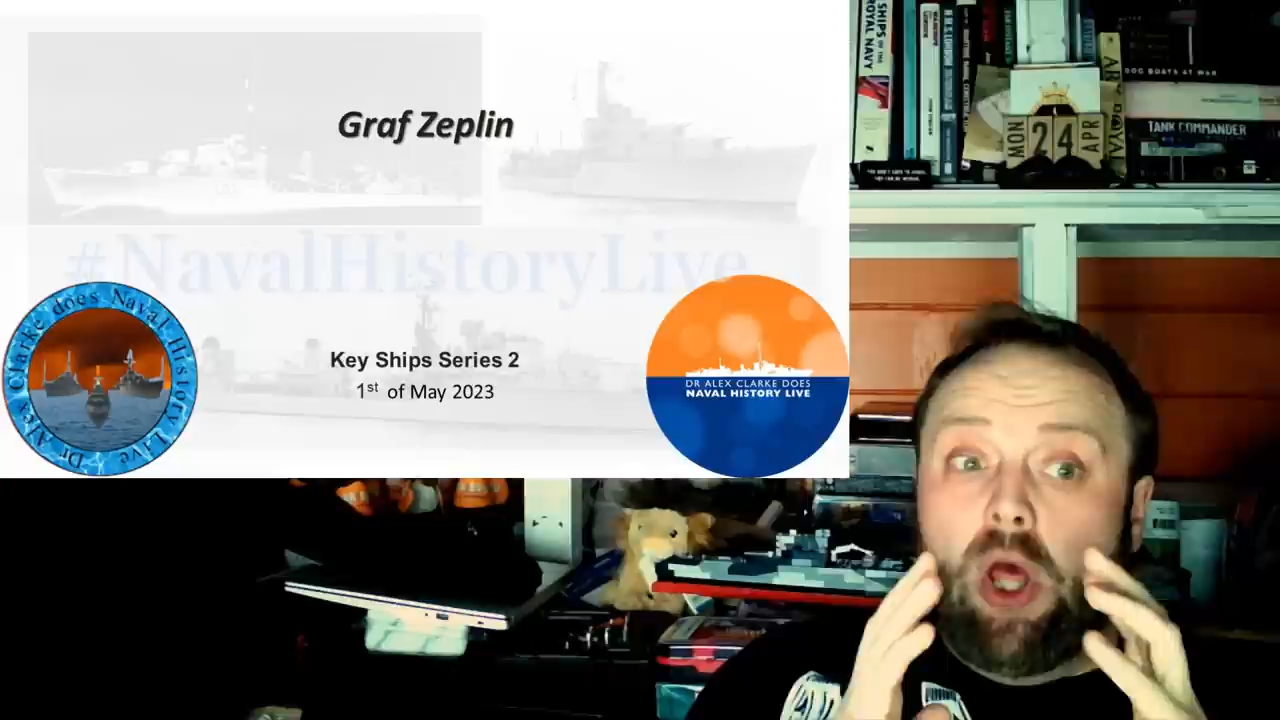 Graf Zeplin
#NavalHistoryLive
Key Ships Series 2
1st of May 2023
Dr Alex Clarke does Naval History Live
DR ALEX CLARKE DOES
NAVAL HISTORY LIVE
SHIPS OF THE
ROYAL NAVY
MON 24 APR
DOG BOATS AT WAR
TANK COMMANDER